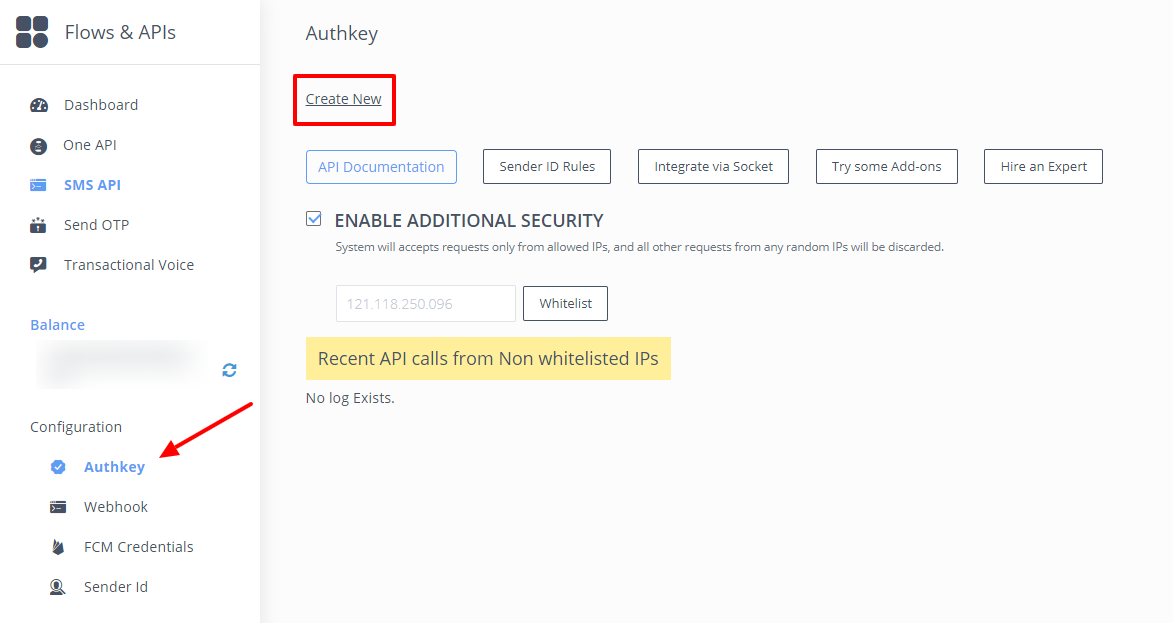 Flows & APIs
Dashboard
One API
SMS API
Send OTP
Transactional Voice
Balance
Configuration
Authkey
Webhook
FCM Credentials
Sender Id
Authkey
Create New
API Documentation
Sender ID Rules
Integrate via Socket
Try some Add-ons
Hire an Expert
ENABLE ADDITIONAL SECURITY
System will accepts requests only from allowed IPs, and all other requests from any random IPs will be discarded.
121.118.250.096
Whitelist
Recent API calls from Non whitelisted IPs
No log Exists.